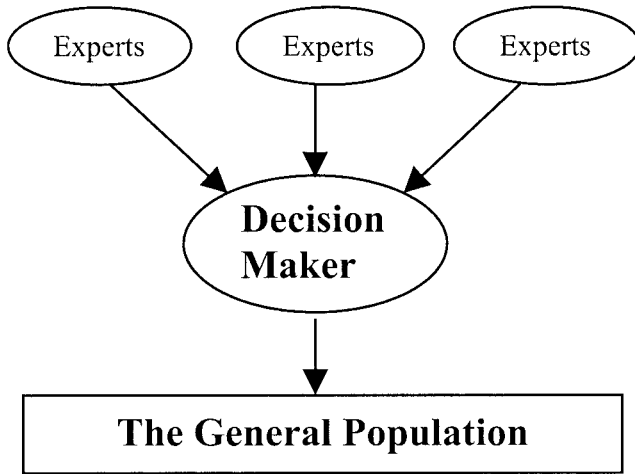 Experts
Experts
Experts
Decision
Maker
The General Population